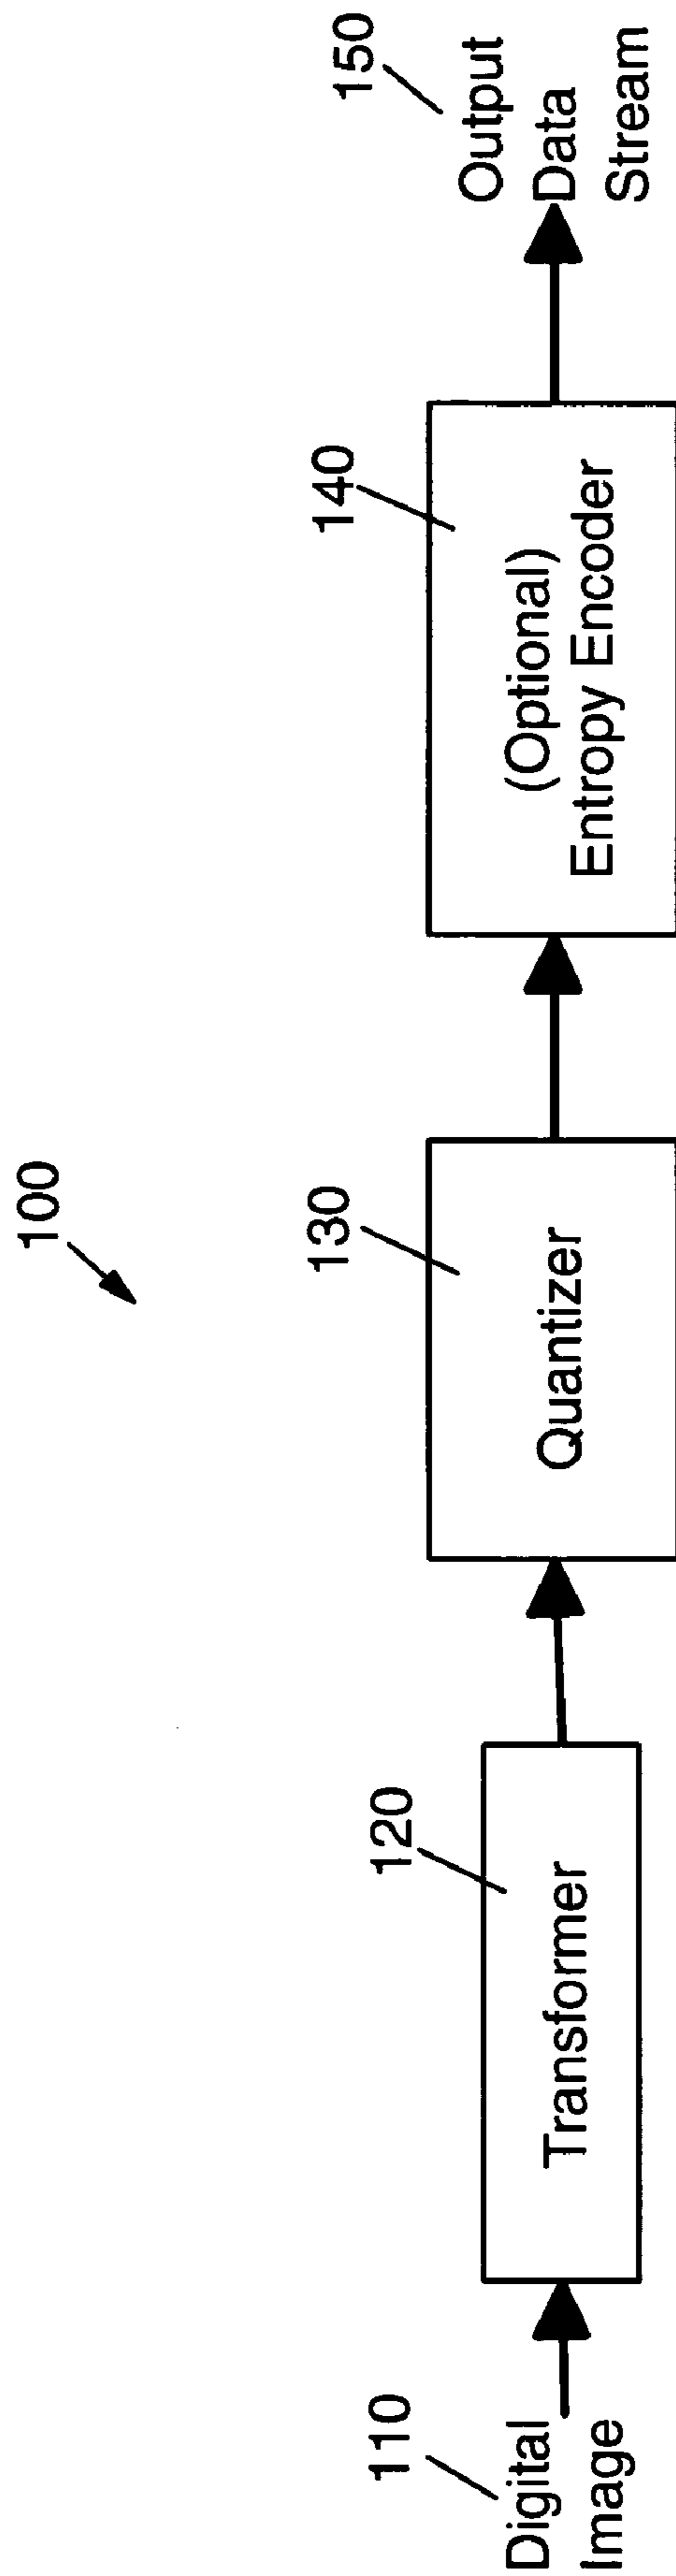 100
110
Digital
Image
120
Transformer
130
Quantizer
140
(Optional)
Entropy Encoder
150
Output
Data
Stream